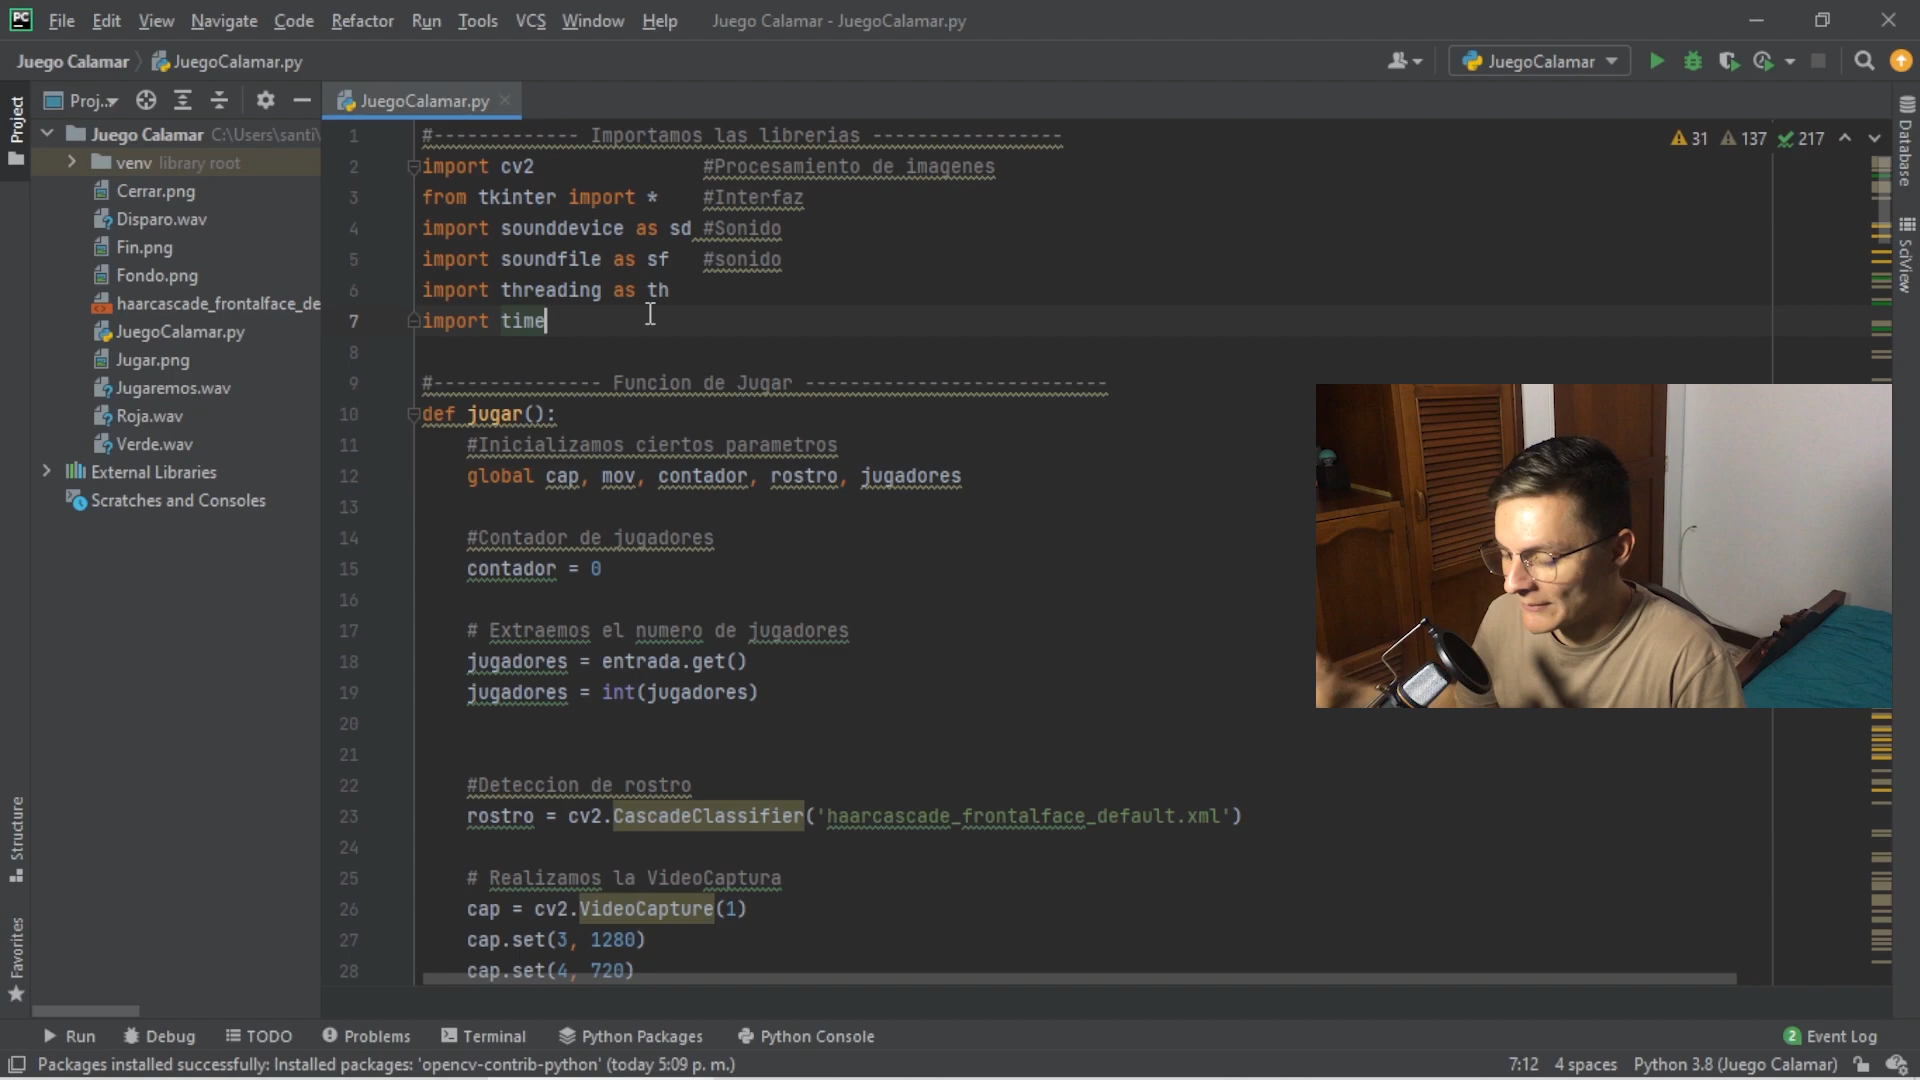 PC File Edit View Navigate Code Refactor Run Tools VCS Window Help Juego Calamar - JuegoCalamar.py
Juego Calamar JuegoCalamar.py JuegoCalamar
Project
Structure
Favorites
Database
SciView
Proj..
Juego Calamar C:\Users\santi\
venv library root
Cerrar.png
Disparo.wav
Fin.png
Fondo.png
haarcascade_frontalface_de
JuegoCalamar.py
Jugar.png
Jugaremos.wav
Roja.wav
Verde.wav
External Libraries
Scratches and Consoles
JuegoCalamar.py
31 137 217
1 #------------- Importamos las librerias -----------------
2 import cv2 #Procesamiento de imagenes
3 from tkinter import * #Interfaz
4 import sounddevice as sd #Sonido
5 import soundfile as sf #sonido
6 import threading as th
7 import time
8
9 #--------------- Funcion de Jugar ---------------------------
10 def jugar():
11 #Inicializamos ciertos parametros
12 global cap, mov, contador, rostro, jugadores
13
14 #Contador de jugadores
15 contador = 0
16
17 # Extraemos el numero de jugadores
18 jugadores = entrada.get()
19 jugadores = int(jugadores)
20
21
22 #Deteccion de rostro
23 rostro = cv2.CascadeClassifier('haarcascade_frontalface_default.xml')
24
25 # Realizamos la VideoCaptura
26 cap = cv2.VideoCapture(1)
27 cap.set(3, 1280)
28 cap.set(4, 720)
Run Debug TODO Problems Terminal Python Packages Python Console 2 Event Log
Packages installed successfully: Installed packages: 'opencv-contrib-python' (today 5:09 p. m.) 7:12 4 spaces Python 3.8 (Juego Calamar)